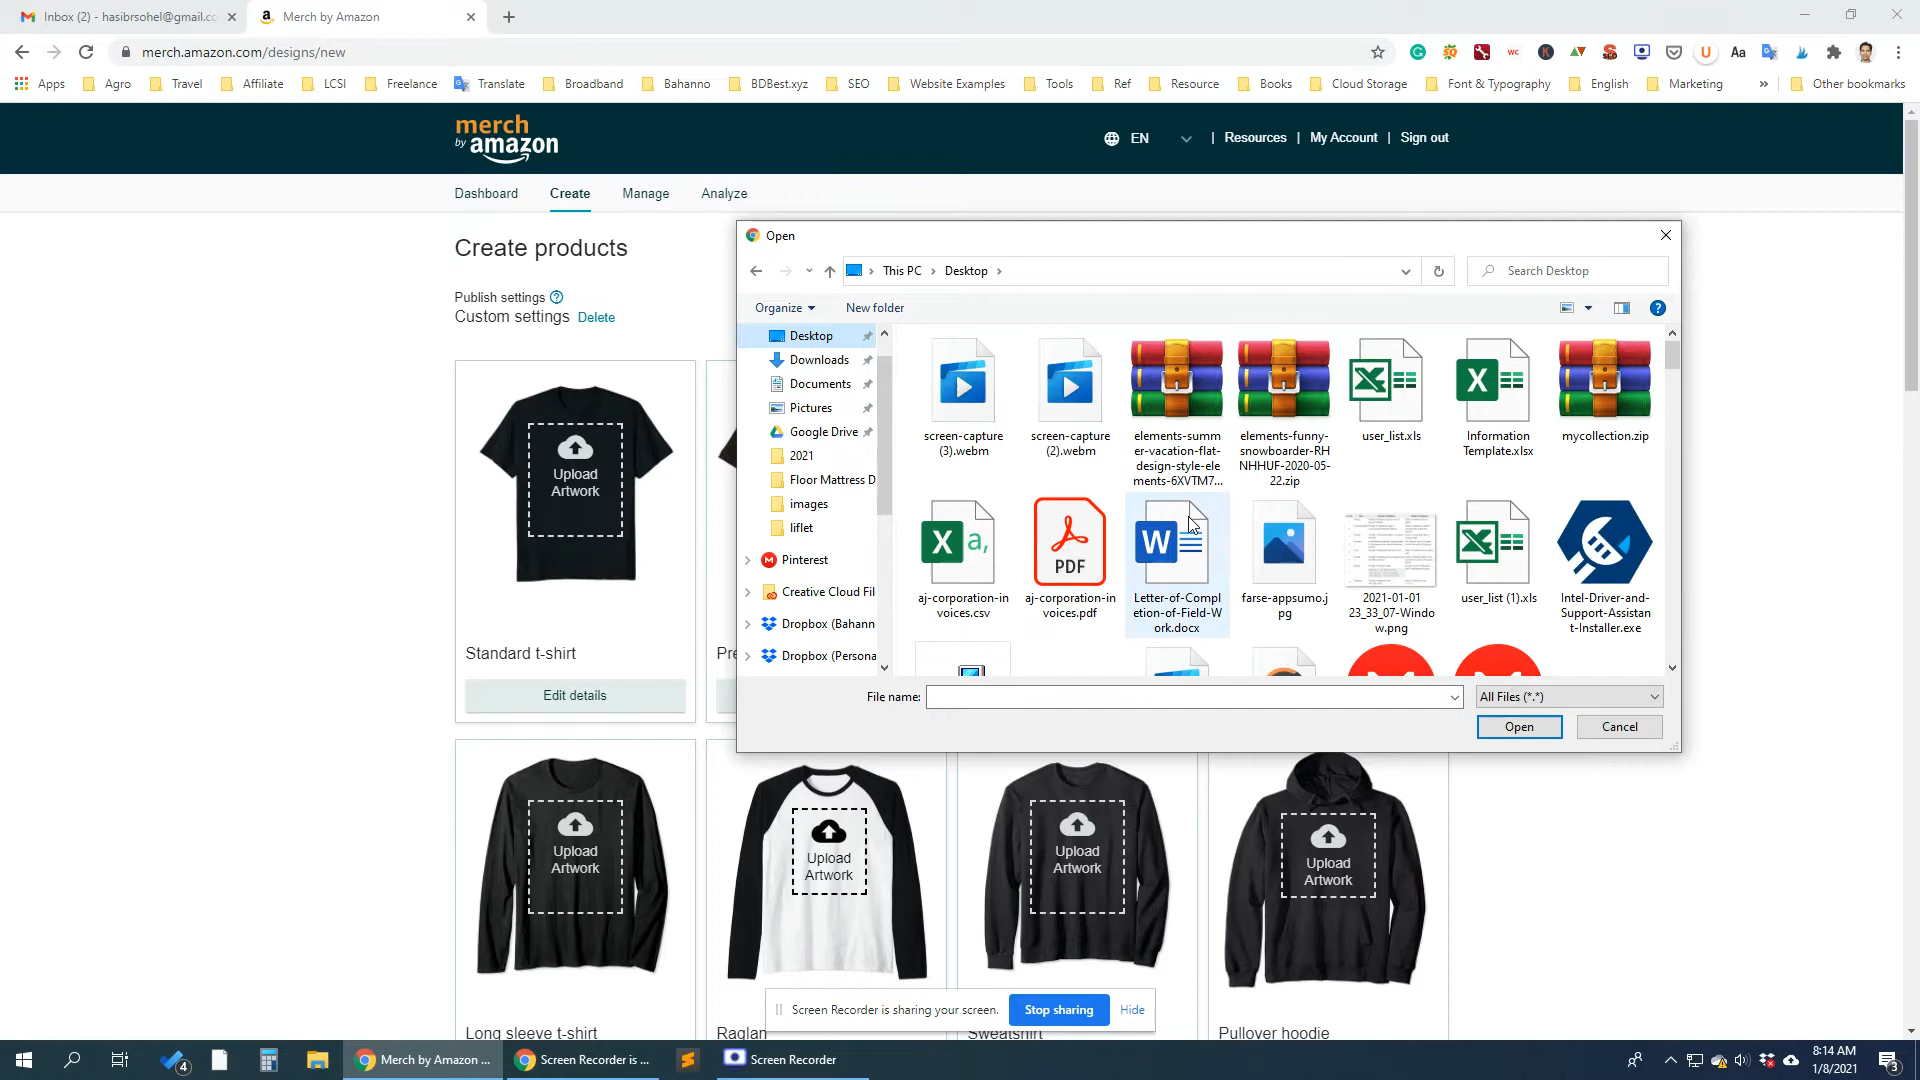 Inbox (2) - hasibrsohel@gmail.co
Merch by Amazon
merch.amazon.com/designs/new
Apps
Agro
Travel
Affiliate
LCSI
Freelance
Translate
Broadband
Bahanno
BDBest.xyz
SEO
Website Examples
Tools
Ref
Resource
Books
Cloud Storage
Font & Typography
English
Marketing
Other bookmarks
merch
by amazon
EN
Resources | My Account | Sign out
Dashboard
Create
Manage
Analyze
Create products
Publish settings
Custom settings Delete
Open
This PC > Desktop >
Search Desktop
Organize
New folder
Desktop
Downloads
Documents
Pictures
Google Drive
2021
Floor Mattress D
images
liflet
Pinterest
Creative Cloud Fil
Dropbox (Bahann
Dropbox (Persona
screen-capture
(3).webm
screen-capture
(2).webm
elements-summ
er-vacation-flat-
design-style-ele
ments-6XVTM7...
elements-funny-
snowboarder-RH
NHHUF-2020-05-
22.zip
user_list.xls
Information
Template.xlsx
mycollection.zip
aj-corporation-in
voices.csv
PDF
aj-corporation-in
voices.pdf
Letter-of-Compl
etion-of-Field-W
ork.docx
farse-appsumo.j
pg
2021-01-01
23_33_07-Windo
w.png
user_list (1).xls
Intel-Driver-and-
Support-Assistan
t-Installer.exe
File name:
All Files (*.*)
Open
Cancel
Upload
Artwork
Standard t-shirt
Pre
Edit details
Upload
Artwork
Upload
Artwork
Upload
Artwork
Upload
Artwork
Long sleeve t-shirt
Raglan
Sweatshirt
Pullover hoodie
Screen Recorder is sharing your screen.
Stop sharing
Hide
4
Merch by Amazon ...
Screen Recorder is ...
Screen Recorder
8:14 AM
1/8/2021
3